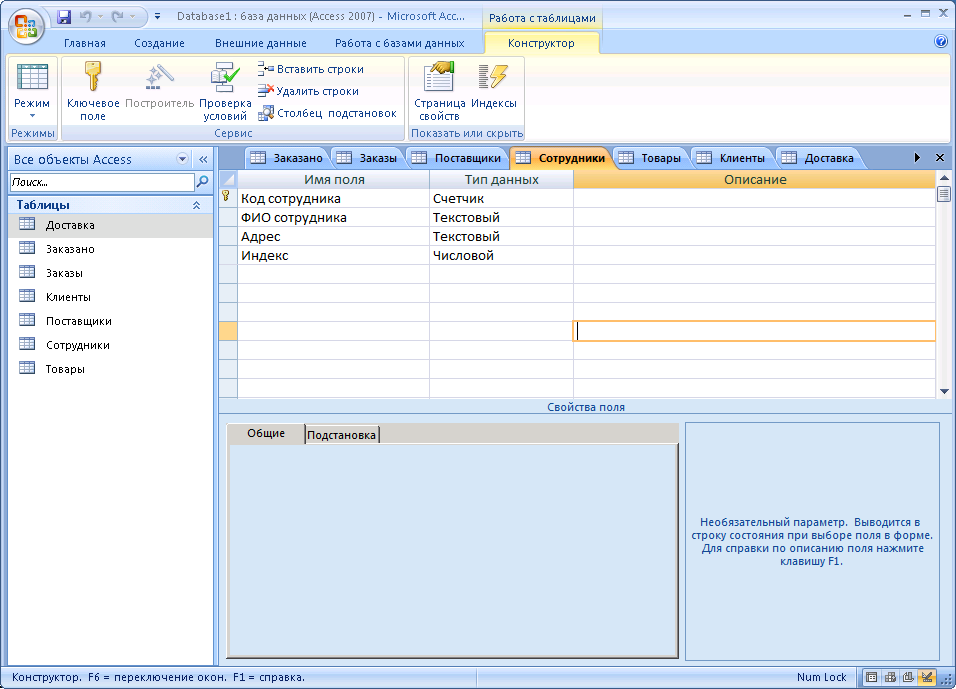 Database1 : база данных (Access 2007) - Microsoft Acc...
Работа с таблицами
Главная Создание Внешние данные Работа с базами данных Конструктор
Режим
Ключевое поле
Построитель
Проверка условий
Вставить строки
Удалить строки
Столбец подстановок
Страница свойств
Индексы
Режимы Сервис Показать или скрыть
Все объекты Access
Поиск...
Таблицы
Доставка
Заказано
Заказы
Клиенты
Поставщики
Сотрудники
Товары
Заказано Заказы Поставщики Сотрудники Товары Клиенты Доставка
Имя поля Тип данных Описание
Код сотрудника Счетчик
ФИО сотрудника Текстовый
Адрес Текстовый
Индекс Числовой
Свойства поля
Общие Подстановка
Необязательный параметр. Выводится в
строку состояния при выборе поля в форме.
Для справки по описанию поля нажмите
клавишу F1.
Конструктор. F6 = переключение окон. F1 = справка. Num Lock